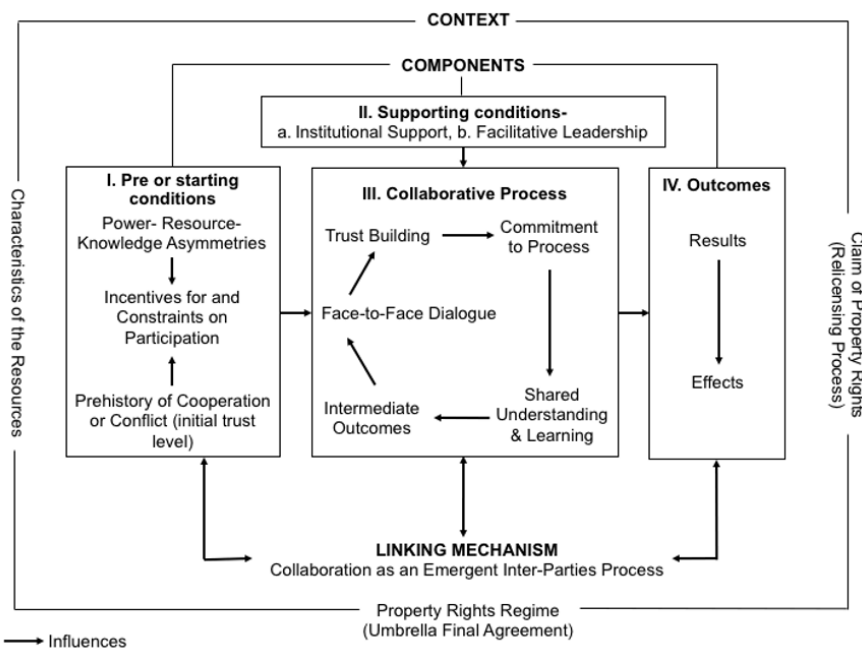 CONTEXT
COMPONENTS
II. Supporting conditions-
a. Institutional Support, b. Facilitative Leadership
I. Pre or starting
conditions
Power- Resource-
Knowledge Asymmetries
Incentives for and
Constraints on
Participation
Prehistory of Cooperation
or Conflict (initial trust
level)
III. Collaborative Process
Trust Building
Commitment
to Process
Face-to-Face Dialogue
Intermediate
Outcomes
Shared
Understanding
& Learning
IV. Outcomes
Results
Effects
Characteristics of the Resources
Claim of Property Rights
(Relicensing Process)
LINKING MECHANISM
Collaboration as an Emergent Inter-Parties Process
Property Rights Regime
(Umbrella Final Agreement)
Influences